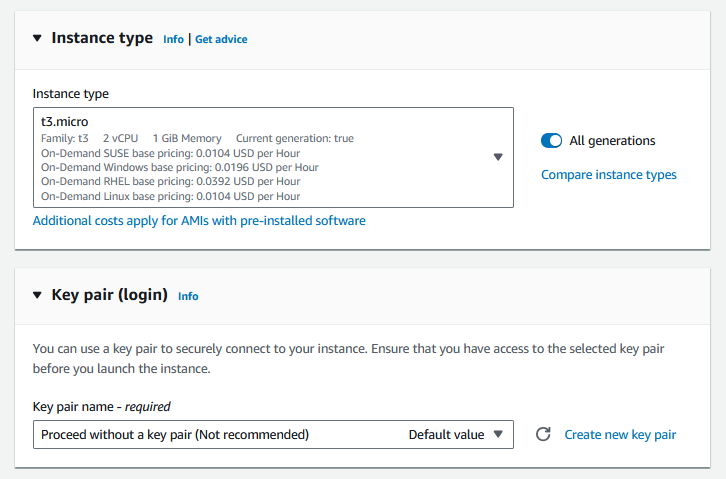 Instance type Info | Get advice
Instance type
t3.micro
Family: t3 2 vCPU 1 GiB Memory Current generation: true
On-Demand SUSE base pricing: 0.0104 USD per Hour
On-Demand Windows base pricing: 0.0196 USD per Hour
On-Demand RHEL base pricing: 0.0392 USD per Hour
On-Demand Linux base pricing: 0.0104 USD per Hour
All generations
Compare instance types
Additional costs apply for AMIs with pre-installed software
Key pair (login) Info
You can use a key pair to securely connect to your instance. Ensure that you have access to the selected key pair
before you launch the instance.
Key pair name - required
Proceed without a key pair (Not recommended) Default value
Create new key pair